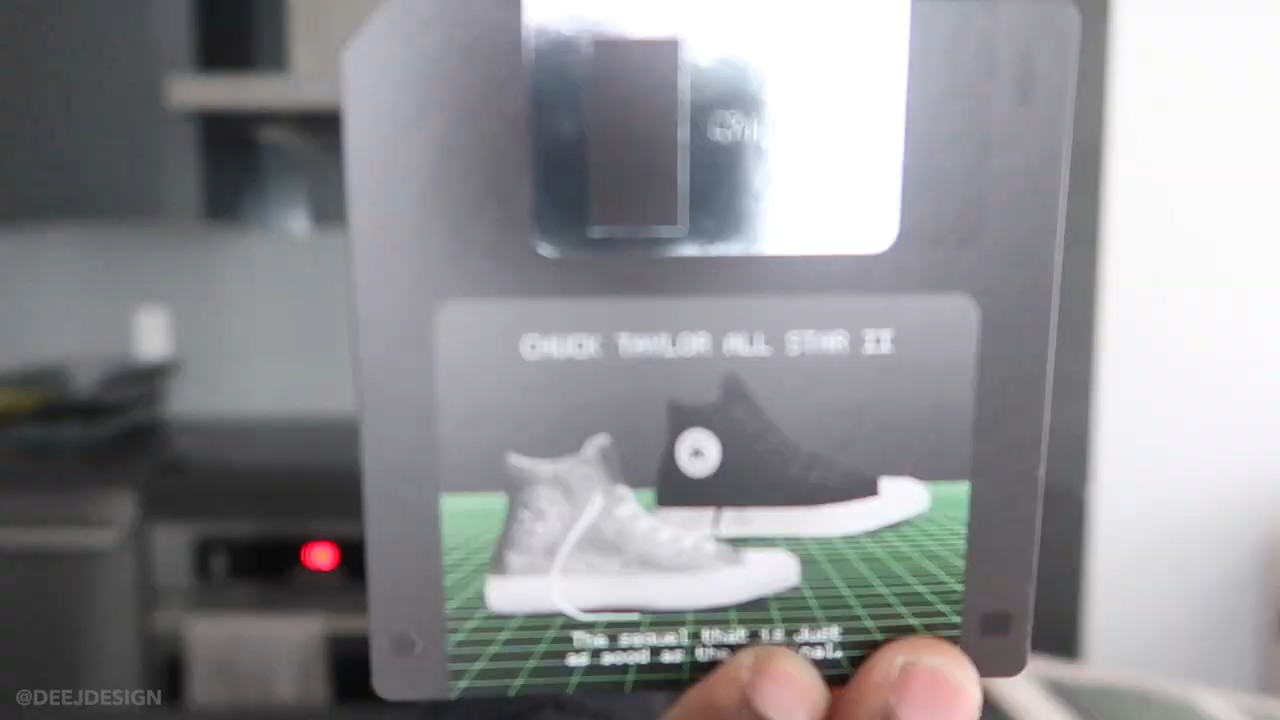 CHUCK TAYLOR ALL STAR II
The sequel that is just
as good as the
@DEEJDESIGN